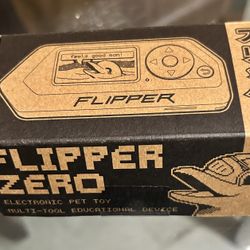 feels good man!
FLIPPER
FLIPPER
ZERO
ELECTRONIC PET TOY
MULTI-TOOL EDUCATIONAL DEVICE